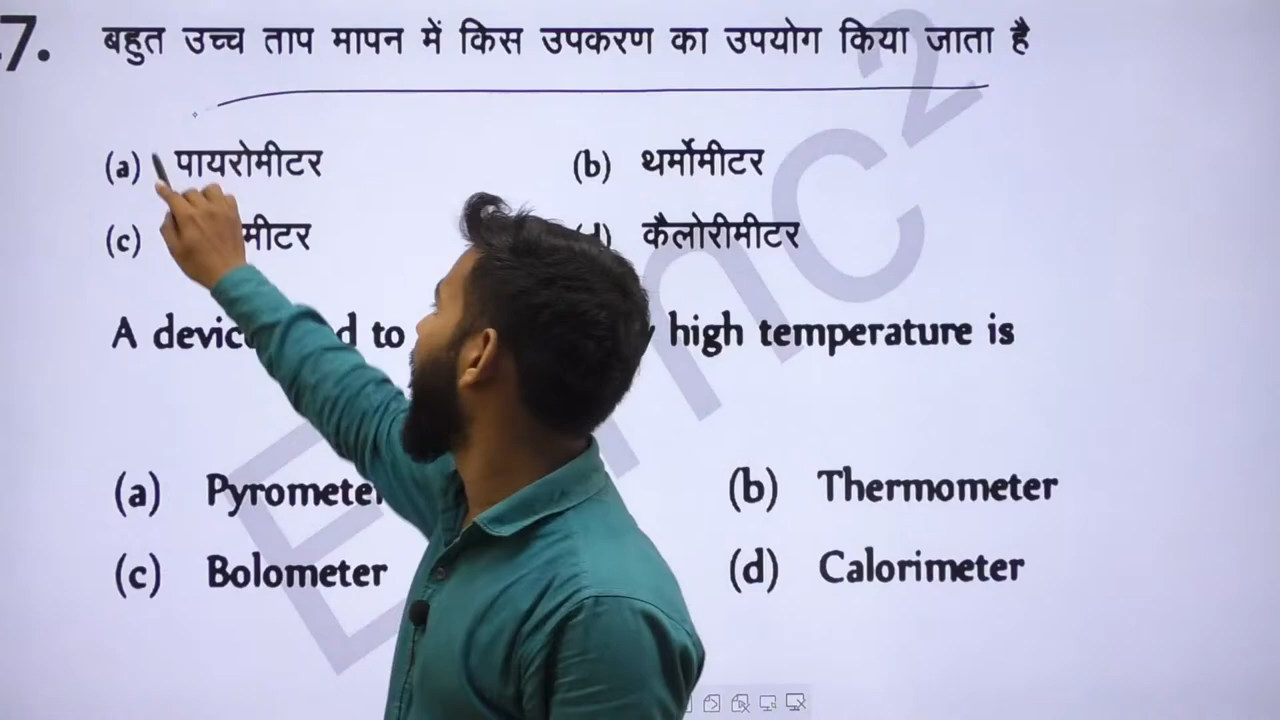 7. बहुत उच्च ताप मापन में किस उपकरण का उपयोग किया जाता है
(a) पायरोमीटर (b) थर्मोमीटर
(c) मीटर (d) कैलोरीमीटर
A to high temperature is
(a) Pyrometer (b) Thermometer
(c) Bolometer (d) Calorimeter
E mc2